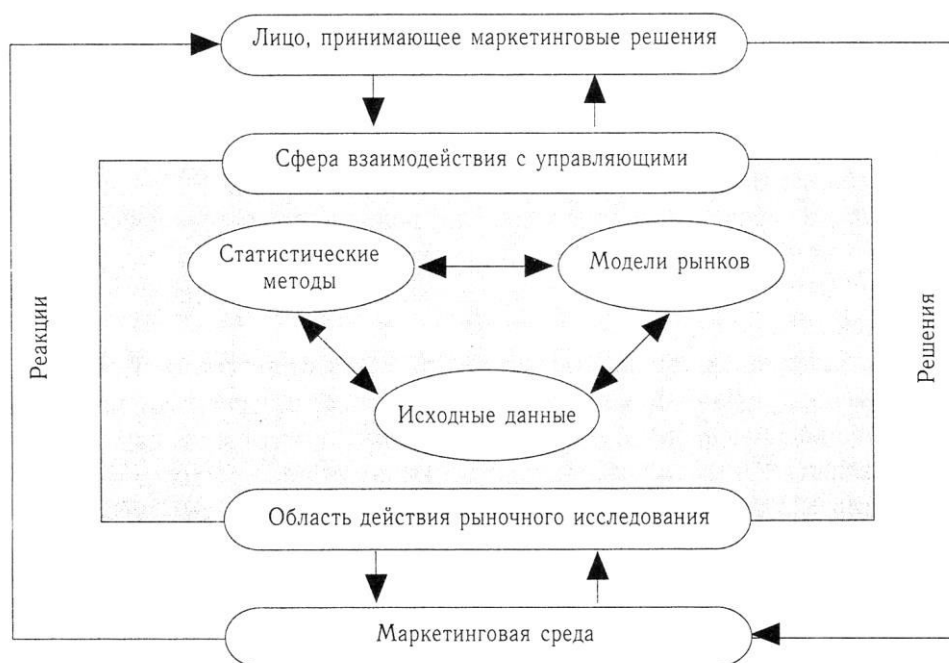 Лицо, принимающее маркетинговые решения
Сфера взаимодействия с управляющими
Статистические
методы
Модели рынков
Реакции
Решения
Исходные данные
Область действия рыночного исследования
Маркетинговая среда